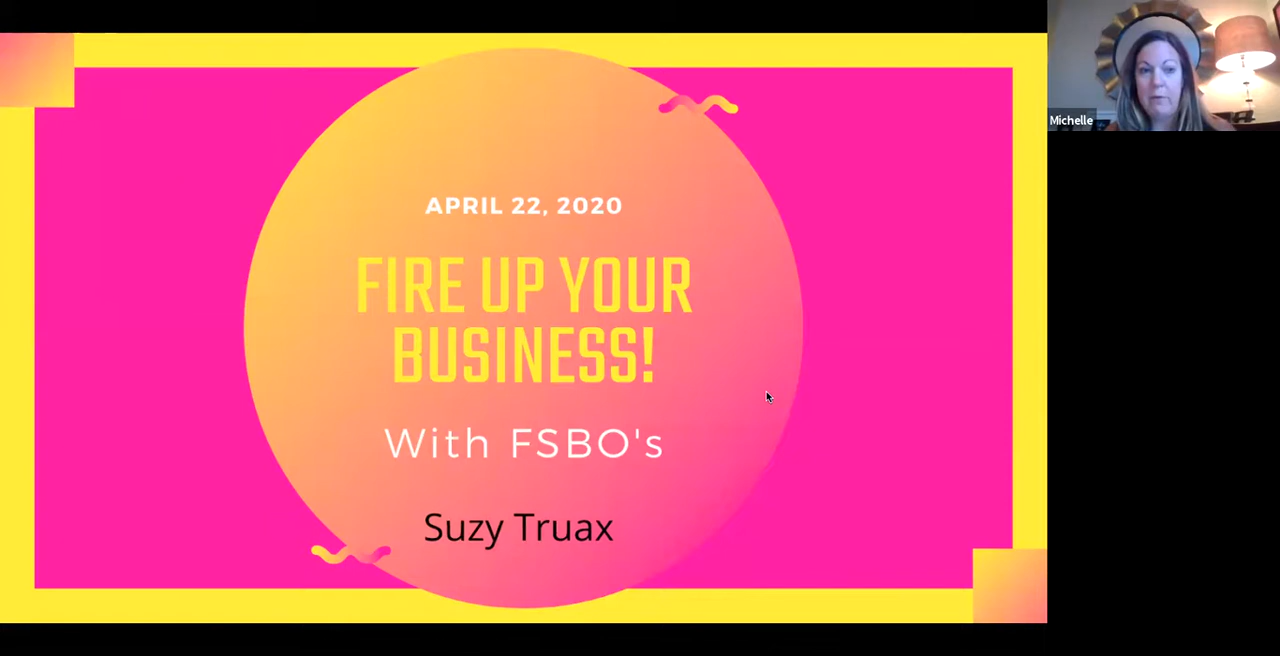 APRIL 22, 2020
FIRE UP YOUR
BUSINESS!
With FSBO's
Suzy Truax
Michelle